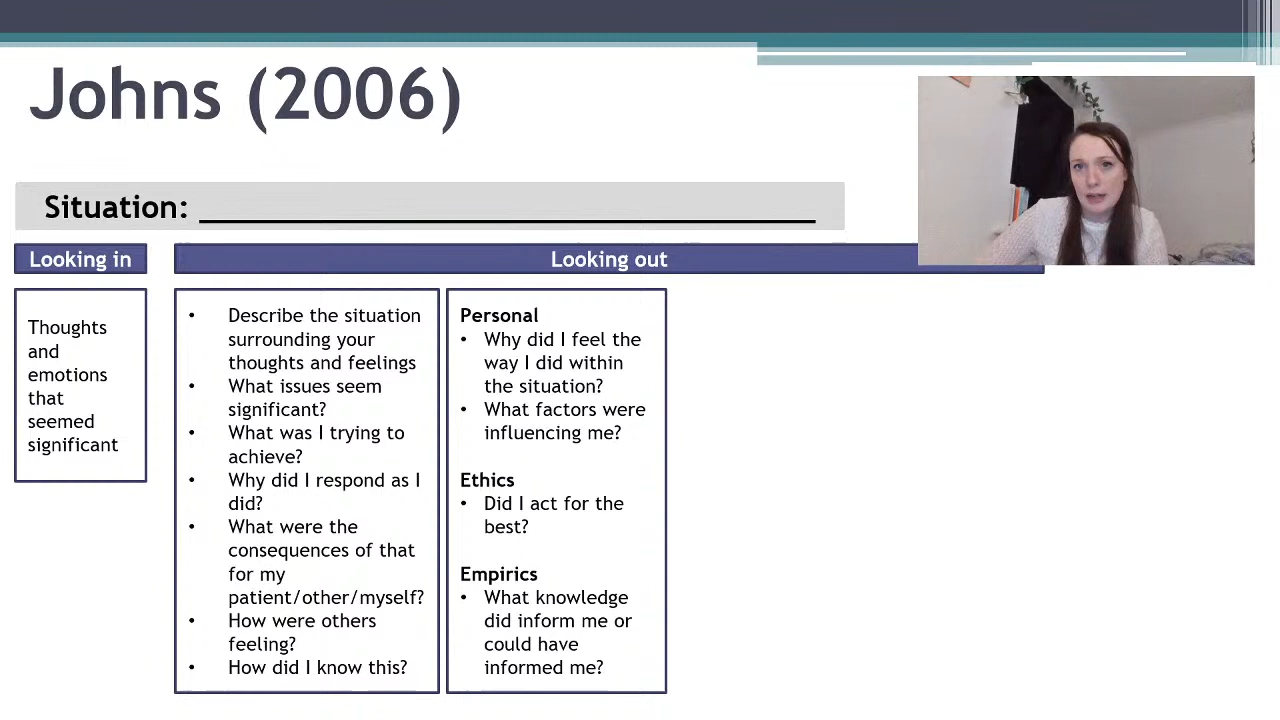 Johns (2006)
Situation: ____________________________________________
Looking in
Looking out
Thoughts
and
emotions
that
seemed
significant
• Describe the situation
surrounding your
thoughts and feelings
• What issues seem
significant?
• What was I trying to
achieve?
• Why did I respond as I
did?
• What were the
consequences of that
for my
patient/other/myself?
• How were others
feeling?
• How did I know this?
Personal
• Why did I feel the
way I did within
the situation?
• What factors were
influencing me?
Ethics
• Did I act for the
best?
Empirics
• What knowledge
did inform me or
could have
informed me?